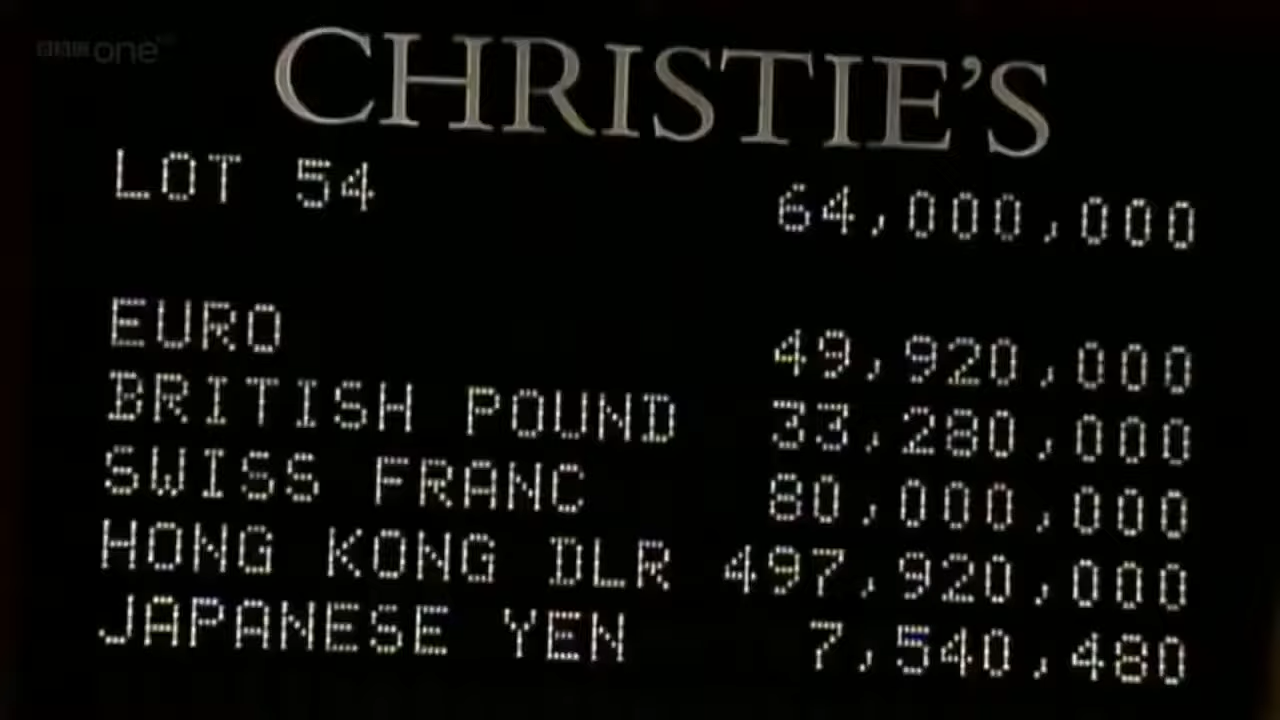 BBC one HD
CHRISTIE'S
LOT 54 64,000,000
EURO 49,920,000
BRITISH POUND 33,280,000
SWISS FRANC 80,000,000
HONG KONG DLR 497,920,000
JAPANESE YEN 7,540,480